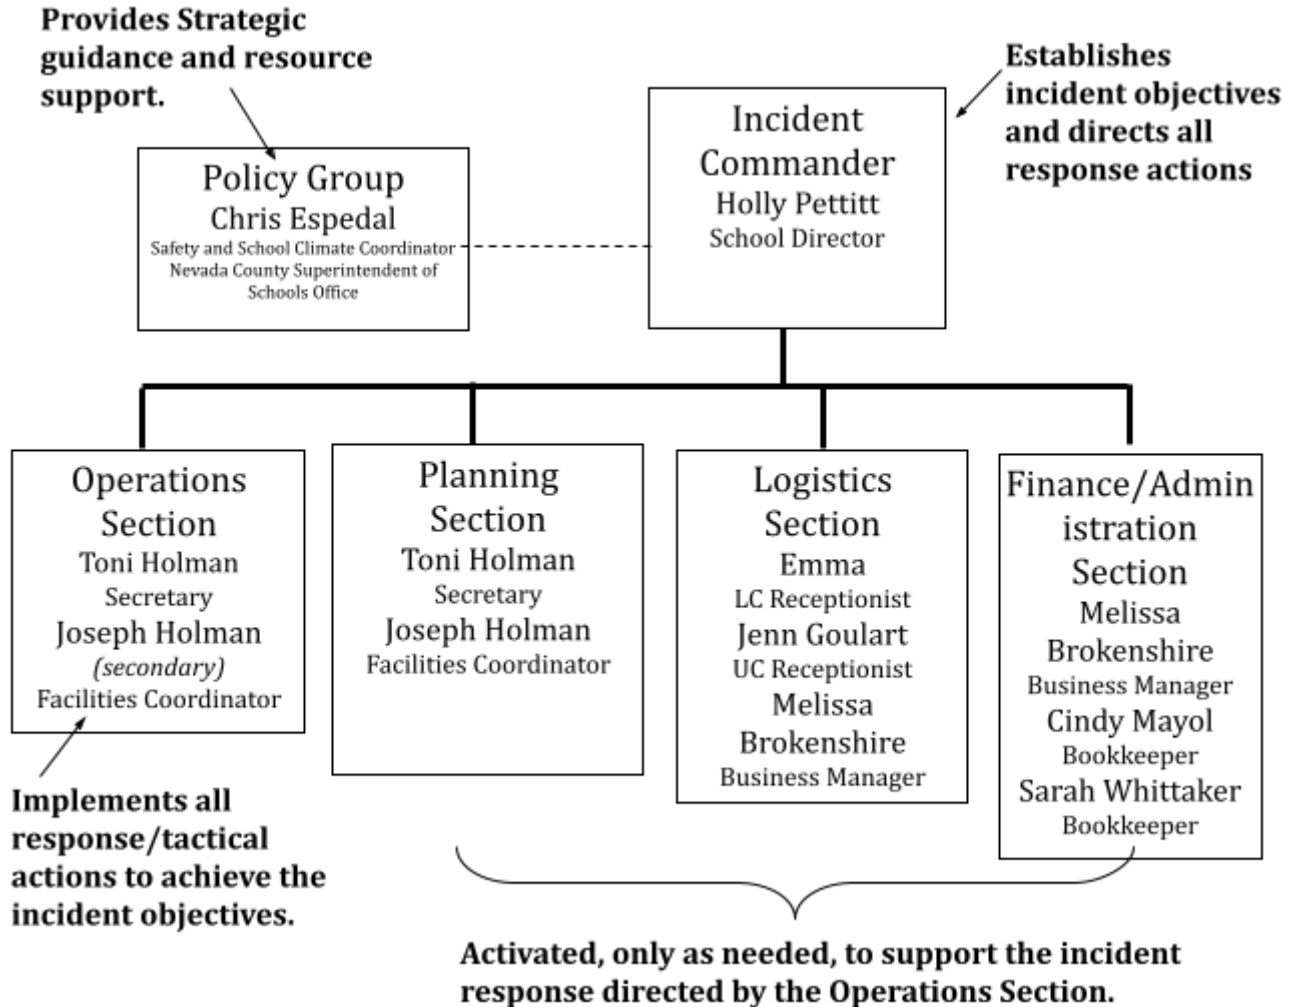 Provides Strategic
guidance and resource
support.
Establishes
incident objectives
and directs all
response actions
Policy Group
Chris Espedal
Safety and School Climate Coordinator
Nevada County Superintendent of
Schools Office
Incident
Commander
Holly Pettitt
School Director
Operations
Section
Toni Holman
Secretary
Joseph Holman
(secondary)
Facilities Coordinator
Planning
Section
Toni Holman
Secretary
Joseph Holman
Facilities Coordinator
Logistics
Section
Emma
LC Receptionist
Jenn Goulart
UC Receptionist
Melissa
Brokenshire
Business Manager
Finance/Admin
istration
Section
Melissa
Brokenshire
Business Manager
Cindy Mayol
Bookkeeper
Sarah Whittaker
Bookkeeper
Implements all
response/tactical
actions to achieve the
incident objectives.
Activated, only as needed, to support the incident
response directed by the Operations Section.